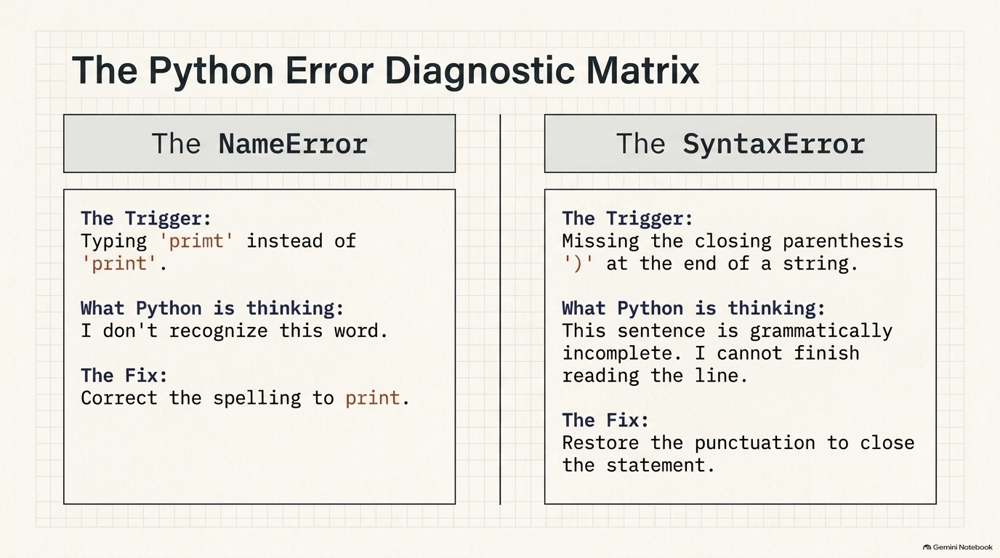 The Python Error Diagnostic Matrix
The NameError
The Trigger:
Typing 'primt' instead of
'print'.
What Python is thinking:
I don't recognize this word.
The Fix:
Correct the spelling to print.
The SyntaxError
The Trigger:
Missing the closing parenthesis
')' at the end of a string.
What Python is thinking:
This sentence is grammatically
incomplete. I cannot finish
reading the line.
The Fix:
Restore the punctuation to close
the statement.
Gemini Notebook